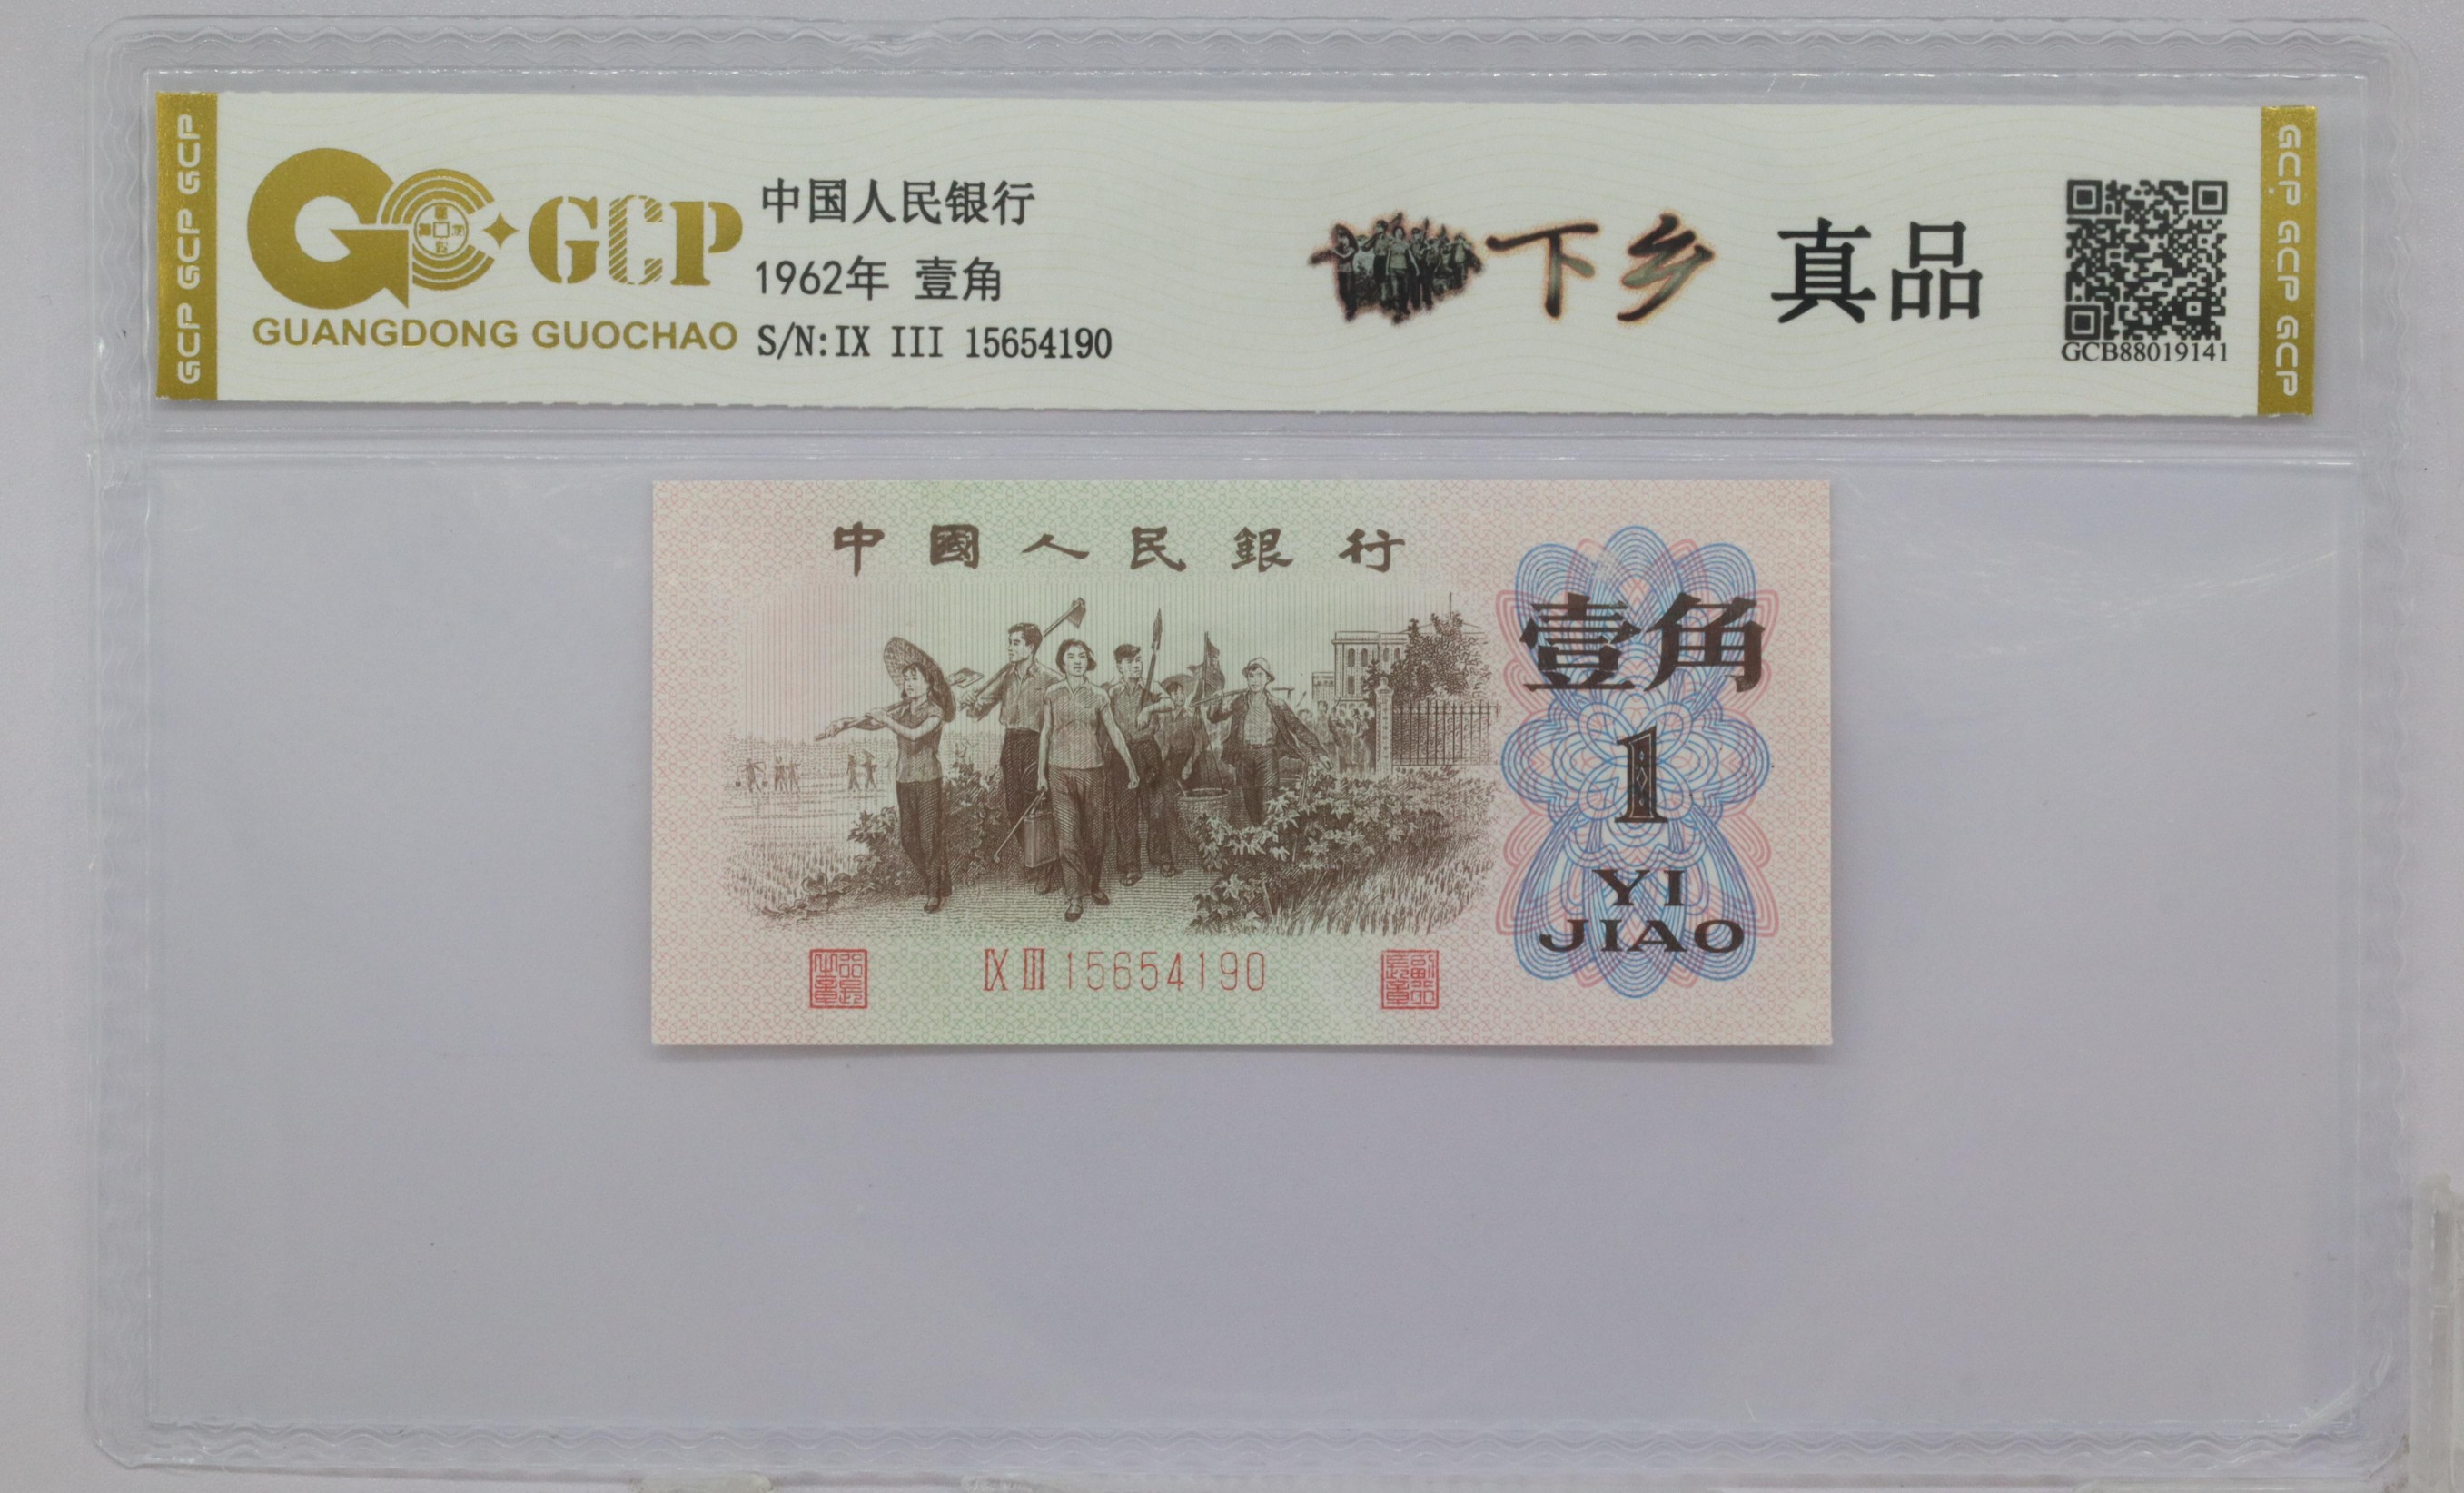 GCP GCP GCP
GCP
GUANGDONG GUOCHAO
中国人民银行
1962年 壹角
S/N:IX III 15654190
下乡 真品
GCB88019141
GCP GCP GCP
中國人民銀行
壹角
1
YI
JIAO
IX III 15654190